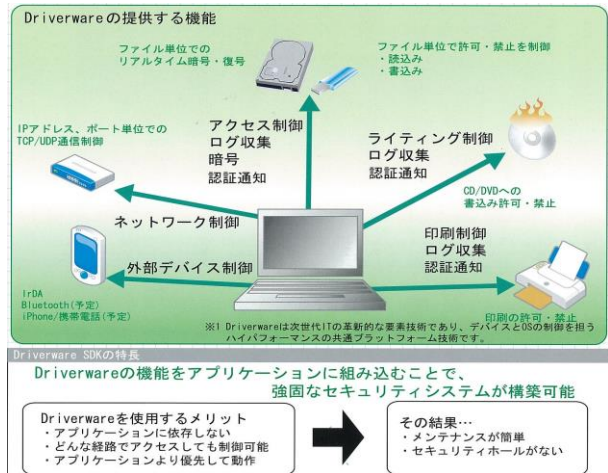 Driverwareの提供する機能
ファイル単位での
リアルタイム暗号・復号
ファイル単位で許可・禁止を制御
・読込み
・書込み
IPアドレス、ポート単位での
TCP/UDP通信制御
アクセス制御
ログ収集
暗号
認証通知
ライティング制御
ログ収集
認証通知
CD/DVDへの
書込み許可・禁止
ネットワーク制御
外部デバイス制御
印刷制御
ログ収集
認証通知
IrDA
Bluetooth(予定)
iPhone/携帯電話(予定)
印刷の許可・禁止
※1 Driverwareは次世代ITの革新的な要素技術であり、デバイスとOSの制御を担う
ハイパフォーマンスの共通プラットフォーム技術です。
Driverware SDKの特長
Driverwareの機能をアプリケーションに組み込むことで、
強固なセキュリティシステムが構築可能
Driverwareを使用するメリット
・アプリケーションに依存しない
・どんな経路でアクセスしても制御可能
・アプリケーションより優先して動作
その結果…
・メンテナンスが簡単
・セキュリティホールがない